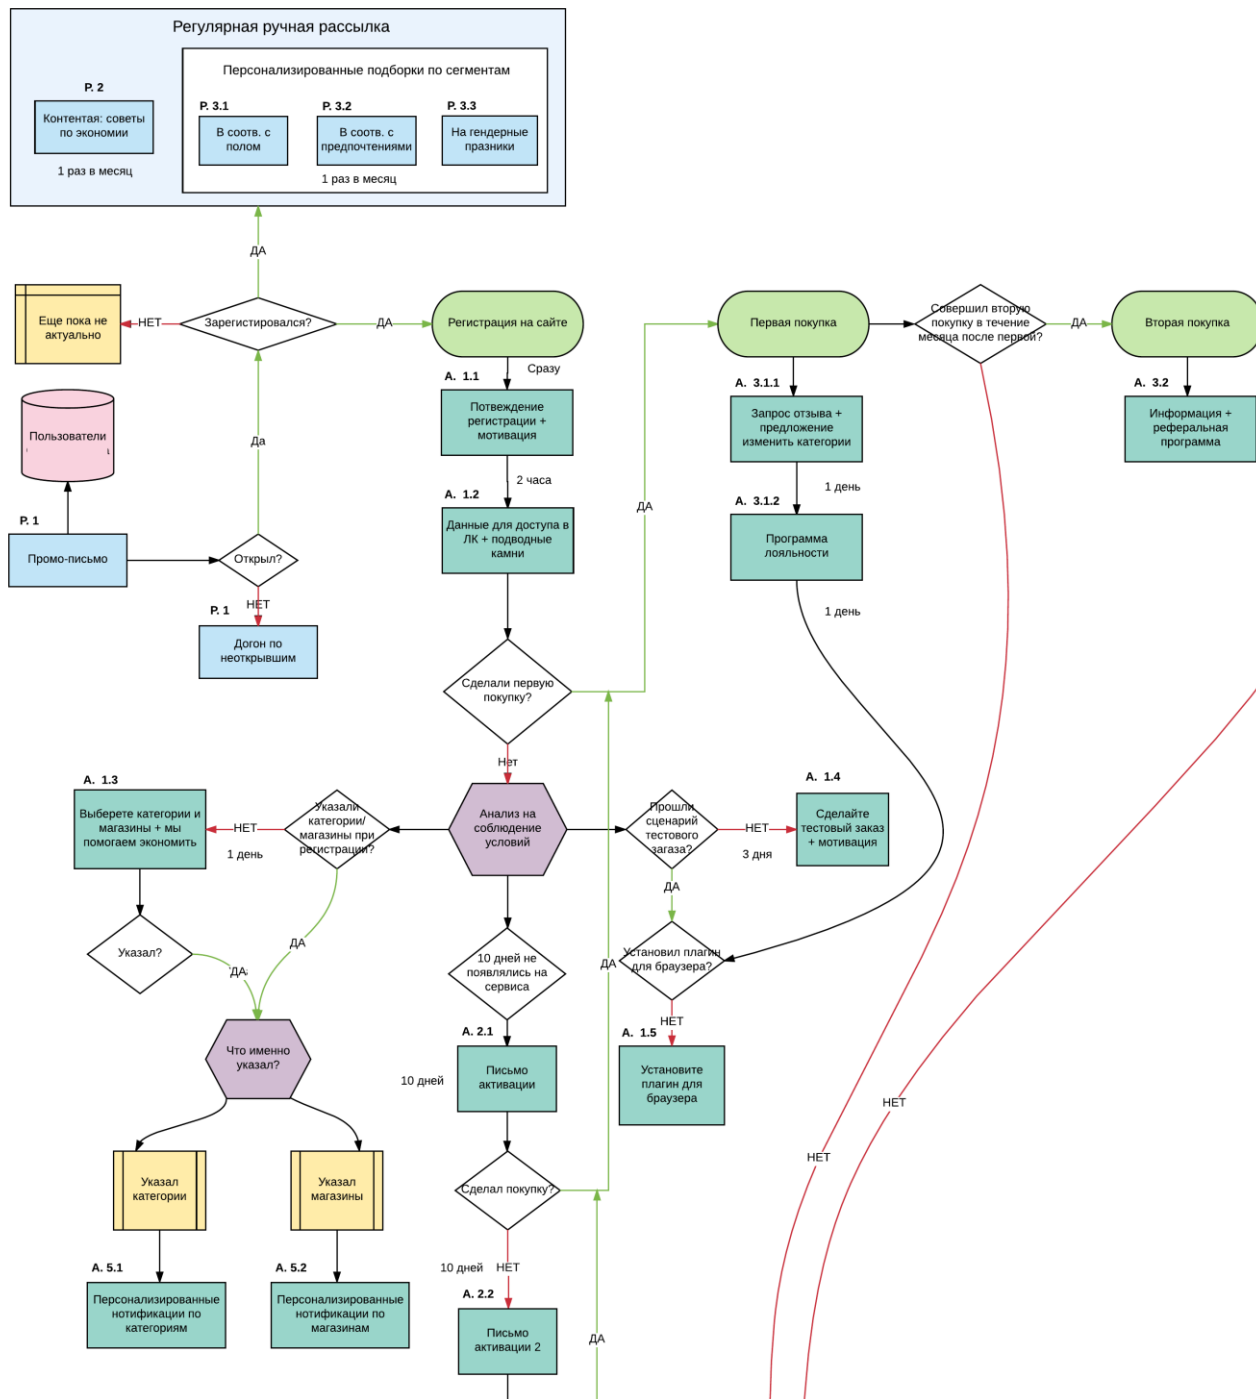 Регулярная ручная рассылка
Персонализированные подборки по сегментам
P. 2
Контентая: советы
по экономии
1 раз в месяц
P. 3.1
В соотв. с
полом
P. 3.2
В соотв. с
предпочтениями
P. 3.3
На гендерные
празники
1 раз в месяц
ДА
Еще пока не
актуально
НЕТ
Зарегистировался?
ДА
Регистрация на сайте
Первая покупка
Совершил вторую
покупку в течение
месяца после первой?
ДА
Вторая покупка
Сразу
A. 1.1
Потвеждение
регистрации +
мотивация
A. 3.1.1
Запрос отзыва +
предложение
изменить категории
A. 3.2
Информация +
реферальная
программа
Пользователи
Да
2 часа
1 день
A. 1.2
Данные для доступа в
ЛК + подводные
камни
ДА
A. 3.1.2
Программа
лояльности
P. 1
Промо-письмо
Открыл?
НЕТ
P. 1
Догон по
неоткрывшим
1 день
Сделали первую
покупку?
Нет
A. 1.3
Выберете категории и
магазины + мы
помогаем экономить
НЕТ
1 день
Указали
категории/
магазины при
регистрации?
Анализ на
соблюдение
условий
Прошли
сценарий
тестового
загаза?
НЕТ
3 дня
A. 1.4
Сделайте
тестовый заказ
+ мотивация
ДА
Указал?
ДА
ДА
10 дней не
появлялись на
сервиса
ДА
Установил плагин
для браузера?
НЕТ
A. 1.5
Установите
плагин для
браузера
Что именно
указал?
A. 2.1
Письмо
активации
10 дней
НЕТ
НЕТ
Указал
категории
Указал
магазины
Сделал покупку?
A. 5.1
Персонализированные
нотификации по
категориям
A. 5.2
Персонализированные
нотификации по
магазинам
10 дней
НЕТ
A. 2.2
Письмо
активации 2
ДА